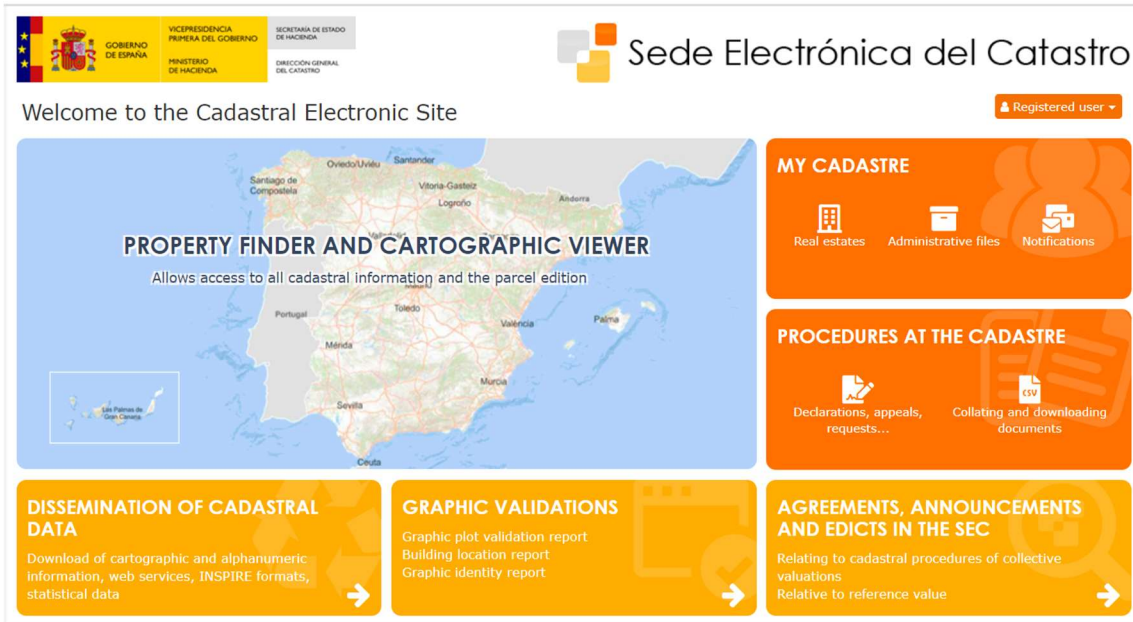 GOBIERNO
DE ESPAÑA
VICEPRESIDENCIA
PRIMERA DEL GOBIERNO
MINISTERIO
DE HACIENDA
SECRETARÍA DE ESTADO
DE HACIENDA
DIRECCIÓN GENERAL
DEL CATASTRO
Sede Electrónica del Catastro
Welcome to the Cadastral Electronic Site
Registered user
Oviedo/Uviéu
Santander
Santiago de
Compostela
Vitoria-Gasteiz
Logroño
Andorra
PROPERTY FINDER AND CARTOGRAPHIC VIEWER
Allows access to all cadastral information and the parcel edition
Portugal
Toledo
València
Palma
Mérida
Murcia
Sevilla
Las Palmas de
Gran Canaria
Ceuta
MY CADASTRE
Real estates
Administrative files
Notifications
PROCEDURES AT THE CADASTRE
CSV
Declarations, appeals,
requests...
Collating and downloading
documents
DISSEMINATION OF CADASTRAL
DATA
Download of cartographic and alphanumeric
information, web services, INSPIRE formats,
statistical data
GRAPHIC VALIDATIONS
Graphic plot validation report
Building location report
Graphic identity report
AGREEMENTS, ANNOUNCEMENTS
AND EDICTS IN THE SEC
Relating to cadastral procedures of collective
valuations
Relative to reference value